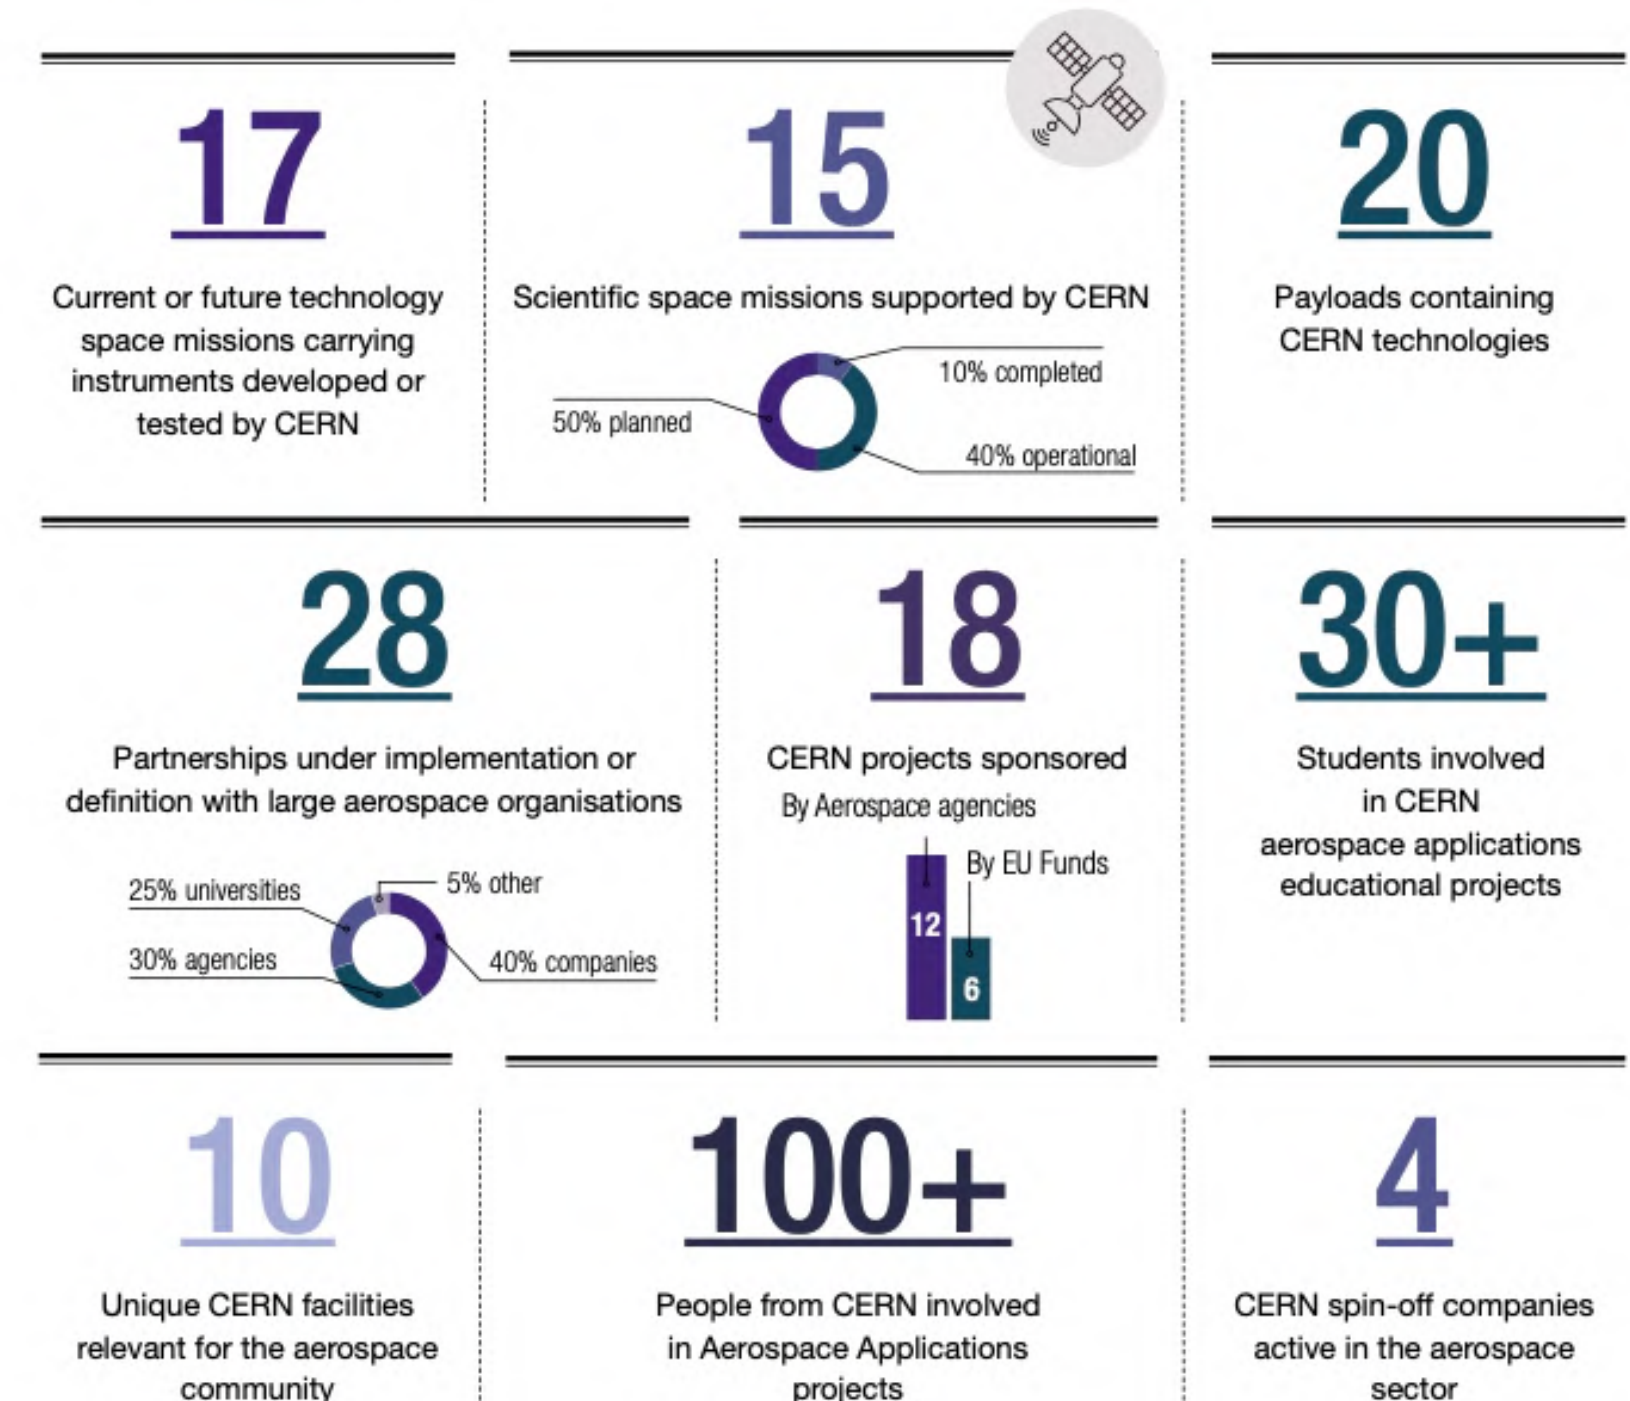 17
Current or future technology
space missions carrying
instruments developed or
tested by CERN
15
Scientific space missions supported by CERN
10% completed
50% planned
40% operational
20
Payloads containing
CERN technologies
28
Partnerships under implementation or
definition with large aerospace organisations
25% universities
5% other
30% agencies
40% companies
18
CERN projects sponsored
By Aerospace agencies
By EU Funds
12
6
30+
Students involved
in CERN
aerospace applications
educational projects
10
Unique CERN facilities
relevant for the aerospace
community
100+
People from CERN involved
in Aerospace Applications
projects
4
CERN spin-off companies
active in the aerospace
sector